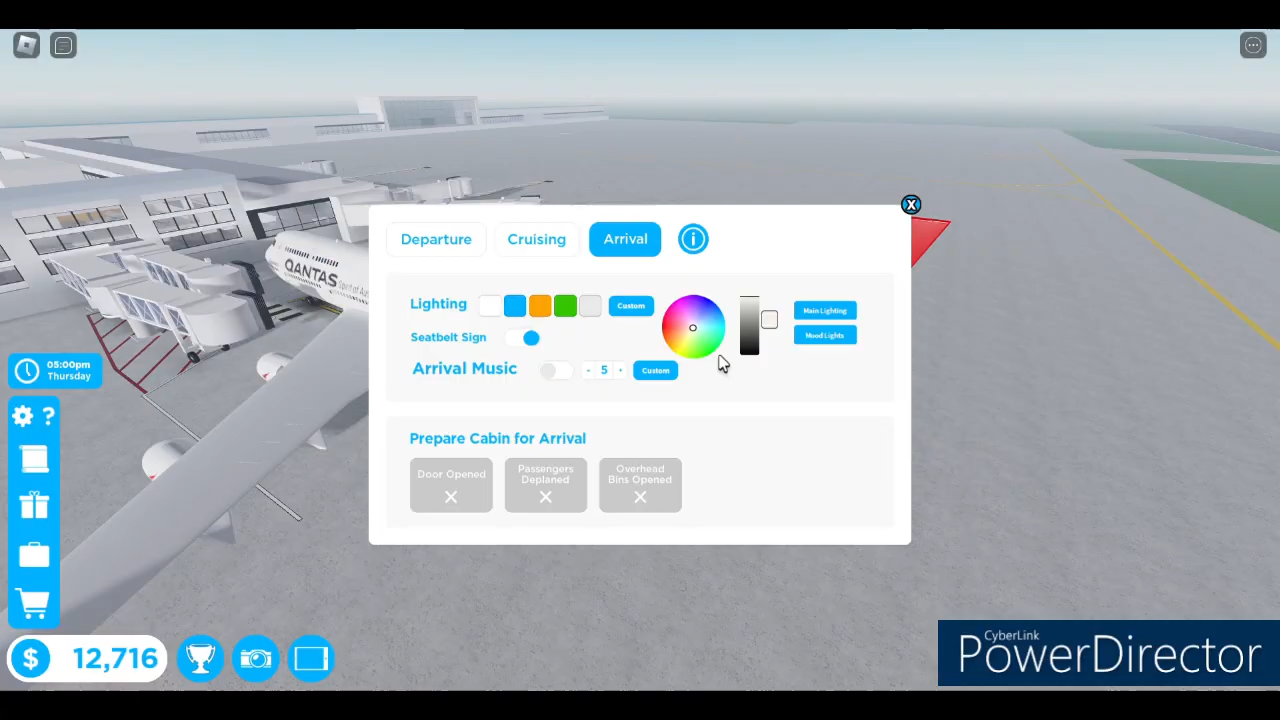 Departure
Cruising
Arrival
i
X
QANTAS
Lighting
Custom
Main Lighting
Mood Lights
Seatbelt Sign
Arrival Music
- 5 +
Custom
05:00pm
Thursday
?
Prepare Cabin for Arrival
Door Opened
Passengers
Deplaned
Overhead
Bins Opened
$ 12,716
CyberLink
PowerDirector